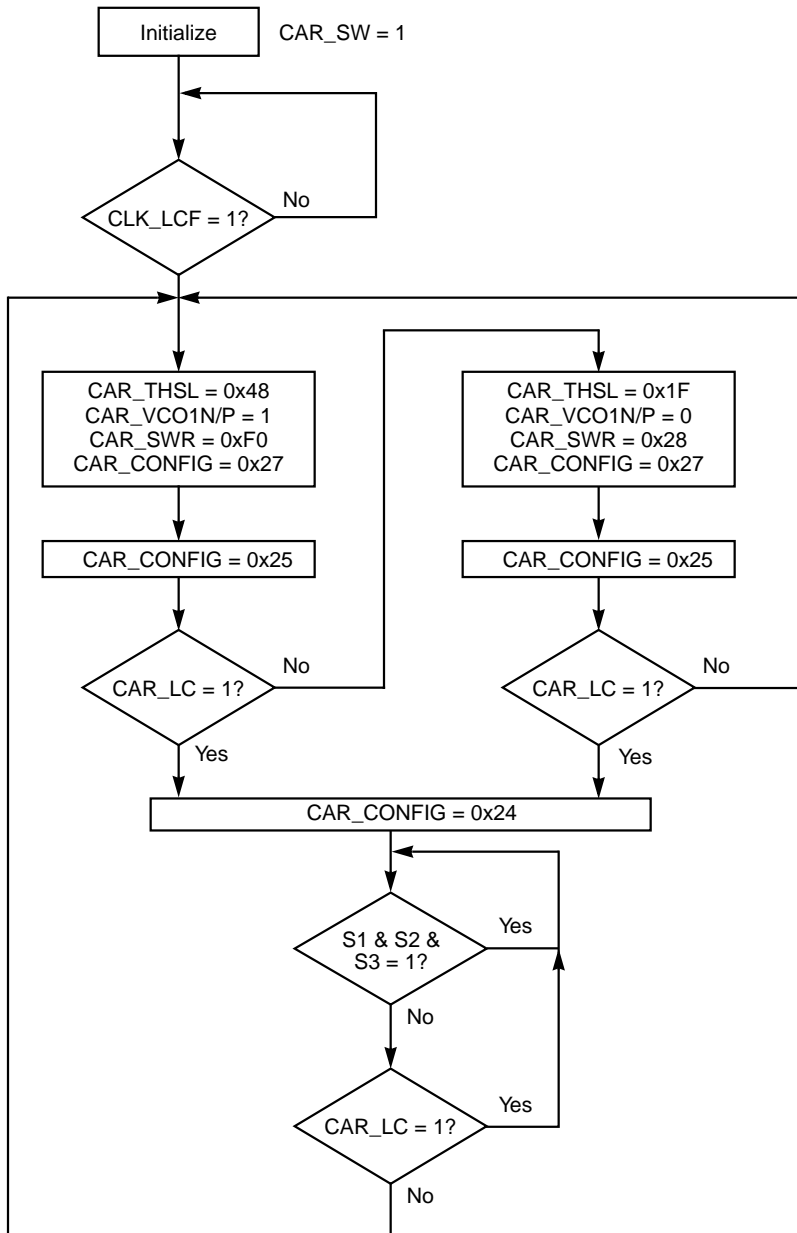 Initialize
CAR_SW = 1
CLK_LCF = 1?
No
CAR_THSL = 0x48
CAR_VCO1N/P = 1
CAR_SWR = 0xF0
CAR_CONFIG = 0x27
CAR_CONFIG = 0x25
CAR_LC = 1?
No
Yes
CAR_THSL = 0x1F
CAR_VCO1N/P = 0
CAR_SWR = 0x28
CAR_CONFIG = 0x27
CAR_CONFIG = 0x25
CAR_LC = 1?
No
Yes
CAR_CONFIG = 0x24
S1 & S2 &
S3 = 1?
Yes
No
CAR_LC = 1?
Yes
No